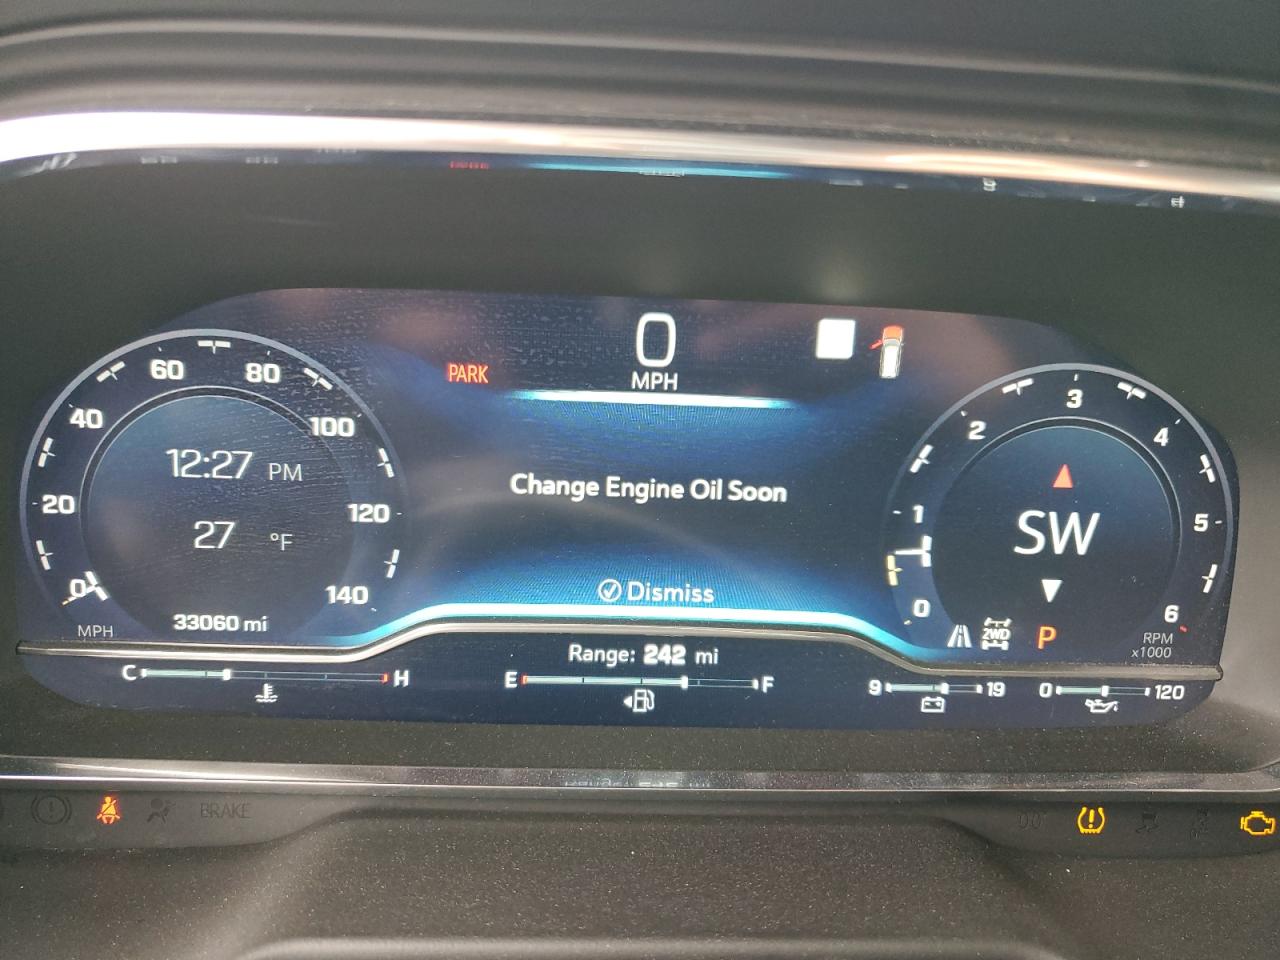 0
MPH
PARK
60
80
40
100
20
120
0
140
12:27 PM
27 °F
33060 mi
MPH
Change Engine Oil Soon
Dismiss
Range: 242 mi
3
2
4
1
5
0
6
SW
2WD
P
RPM
x1000
C
H
E
F
9
19
0
120
BRAKE